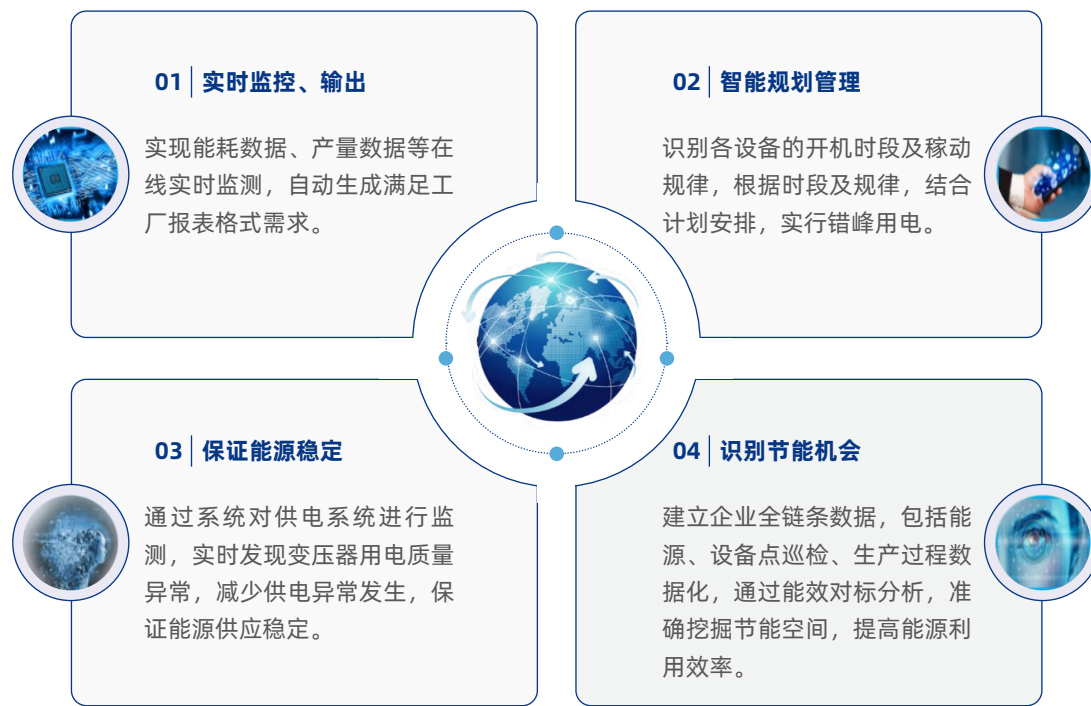 01 实时监控、输出
实现能耗数据、产量数据等在
线实时监测，自动生成满足工
厂报表格式需求。
02 智能规划管理
识别各设备的开机时段及稼动
规律，根据时段及规律，结合
计划安排，实行错峰用电。
03 保证能源稳定
通过系统对供电系统进行监
测，实时发现变压器用电质量
异常，减少供电异常发生，保
证能源供应稳定。
04 识别节能机会
建立企业全链条数据，包括能
源、设备点巡检、生产过程数
据化，通过能效对标分析，准
确挖掘节能空间，提高能源利
用效率。